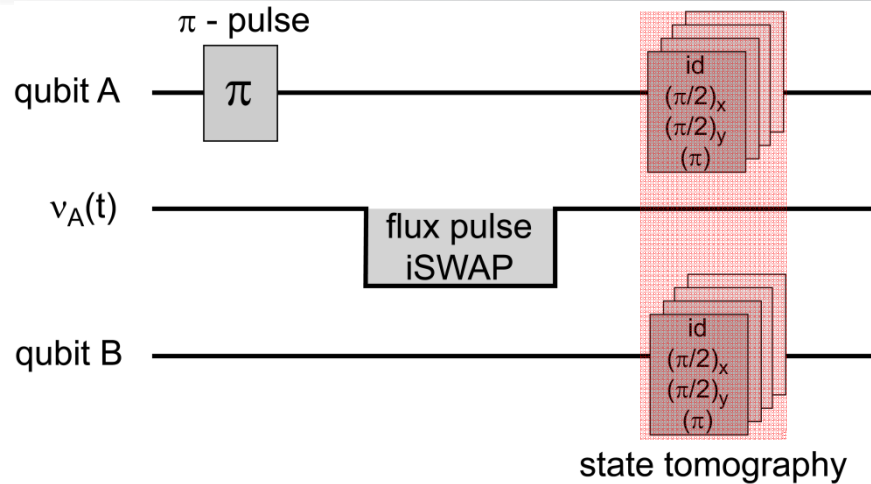 π - pulse
qubit A
π
id
(π/2)x
(π/2)y
(π)
νA(t)
flux pulse
iSWAP
qubit B
id
(π/2)x
(π/2)y
(π)
state tomography